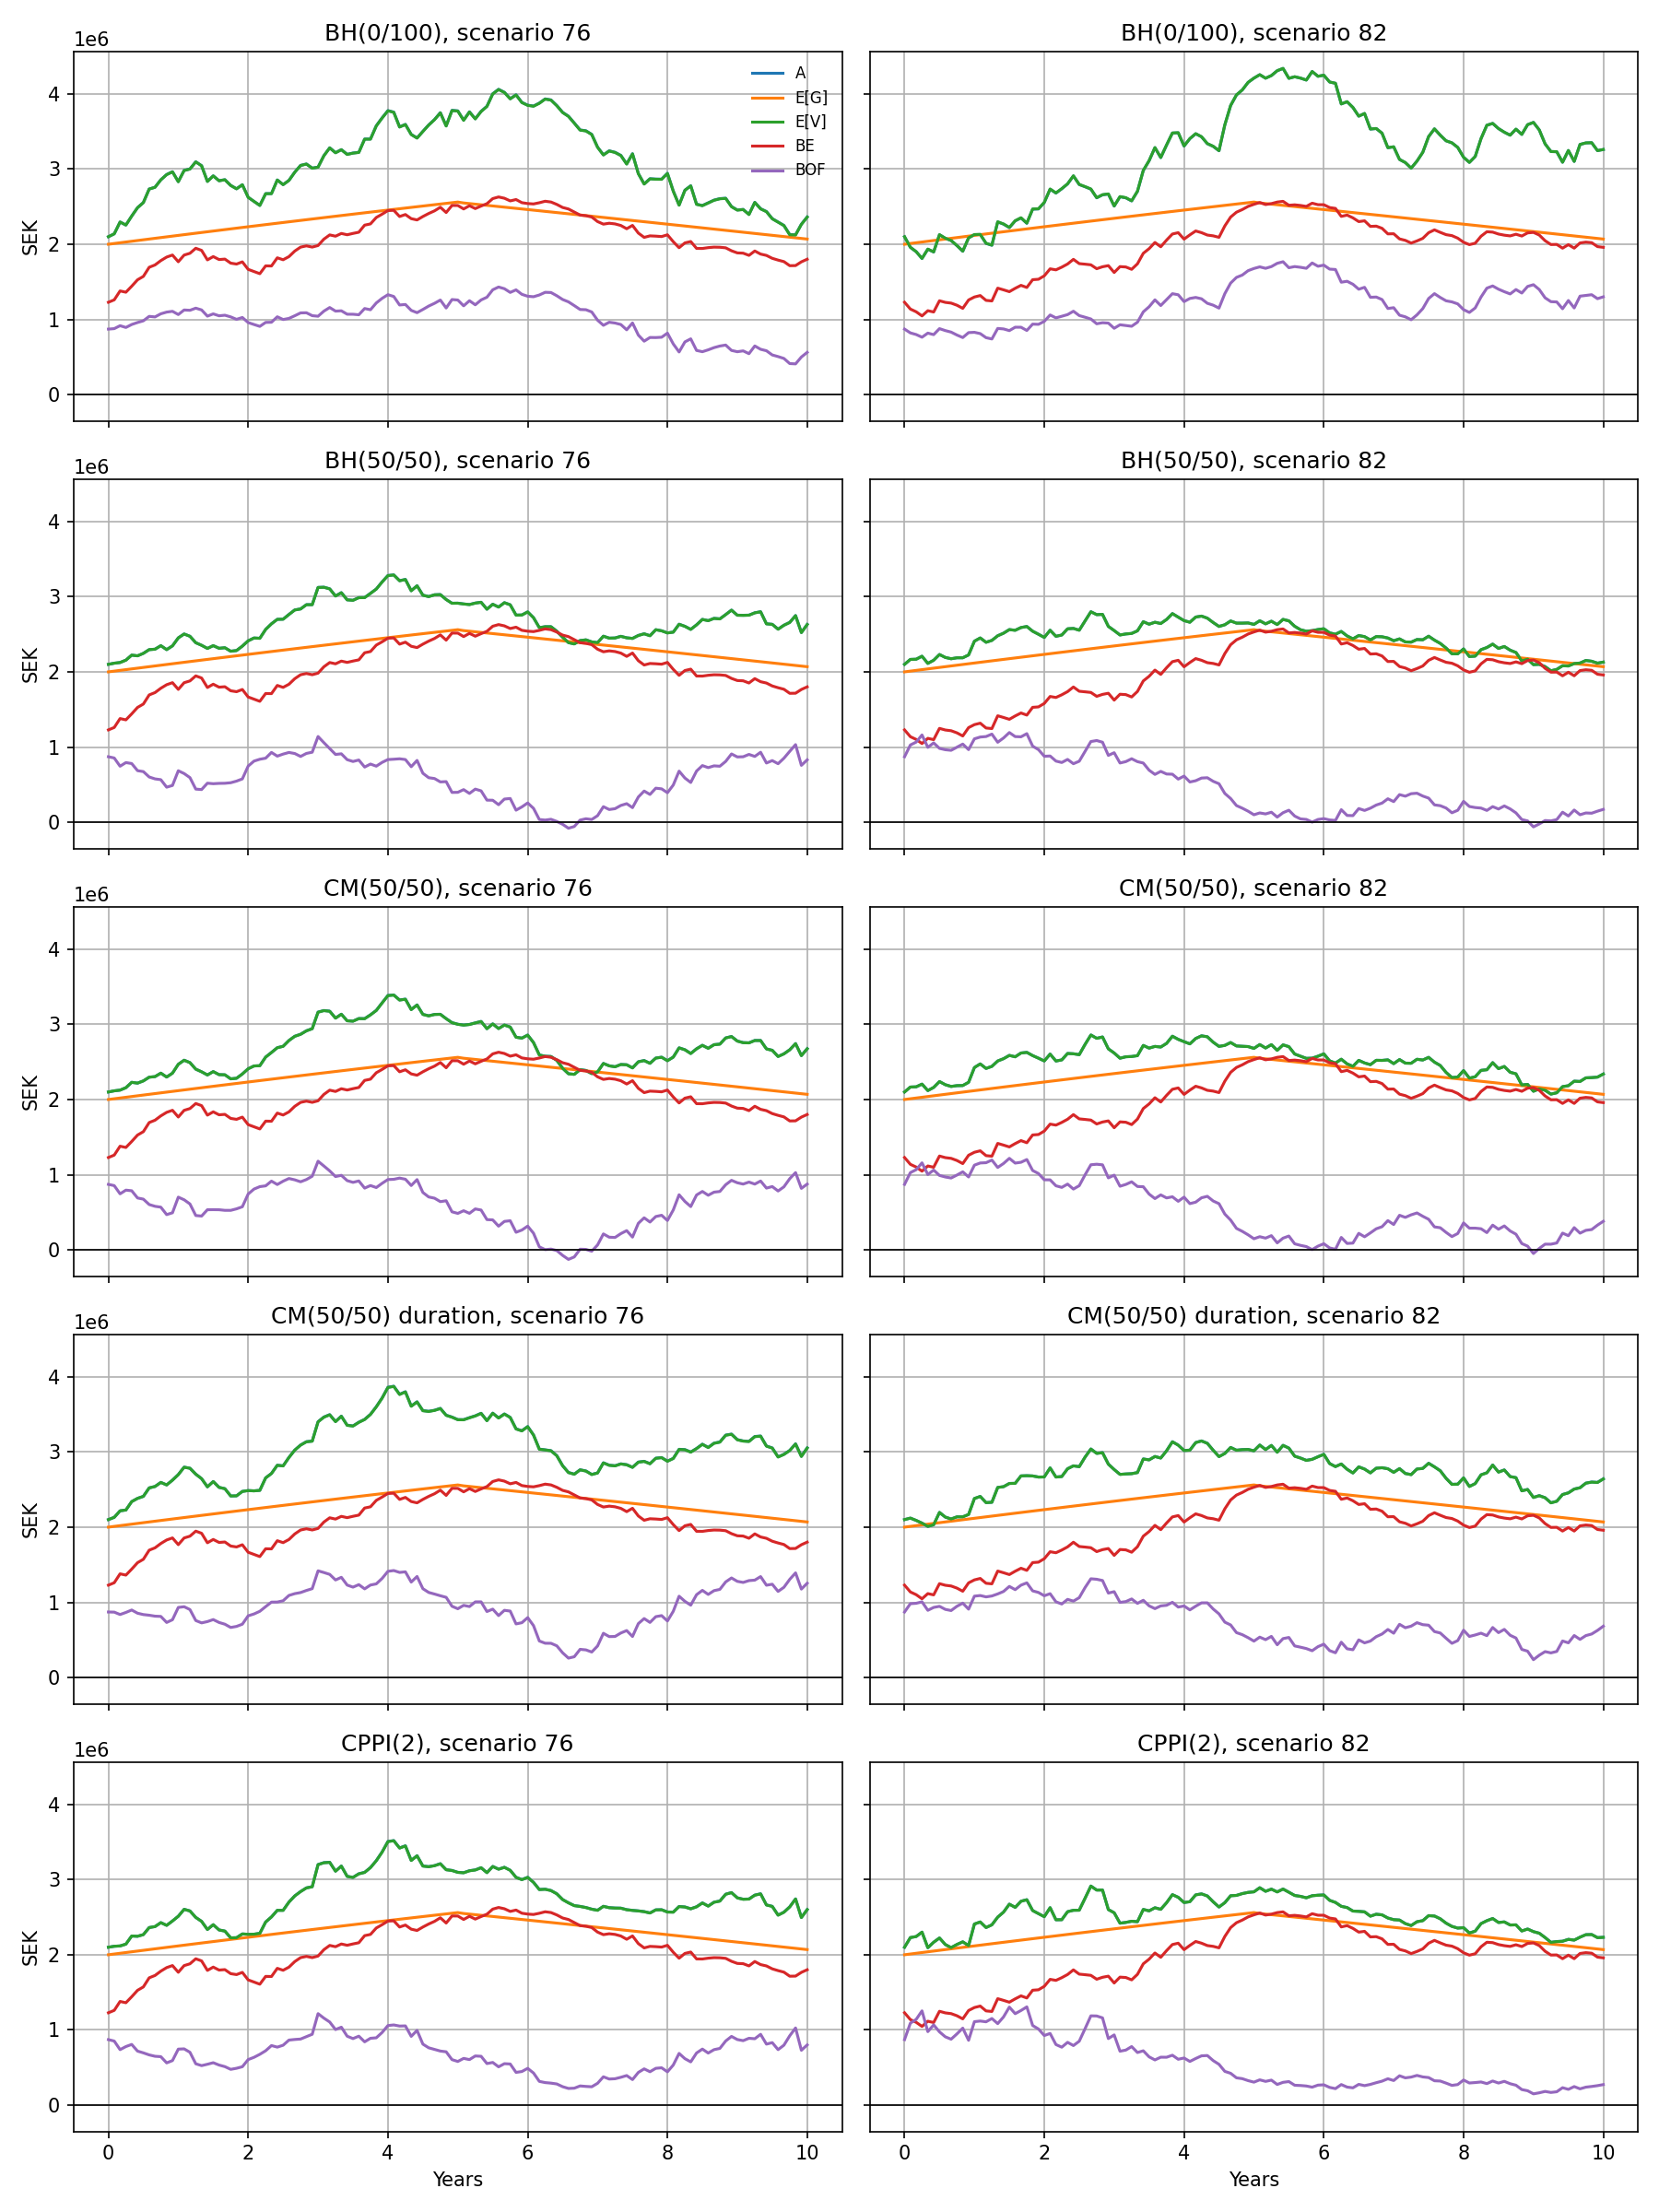 BH(0/100), scenario 76
BH(0/100), scenario 82
1e6
A
E[G]
E[V]
BE
BOF
4
3
2
1
0
SEK
BH(50/50), scenario 76
BH(50/50), scenario 82
1e6
4
3
2
1
0
SEK
CM(50/50), scenario 76
CM(50/50), scenario 82
1e6
4
3
2
1
0
SEK
CM(50/50) duration, scenario 76
CM(50/50) duration, scenario 82
1e6
4
3
2
1
0
SEK
CPPI(2), scenario 76
CPPI(2), scenario 82
1e6
4
3
2
1
0
SEK
0 2 4 6 8 10
0 2 4 6 8 10
Years
Years